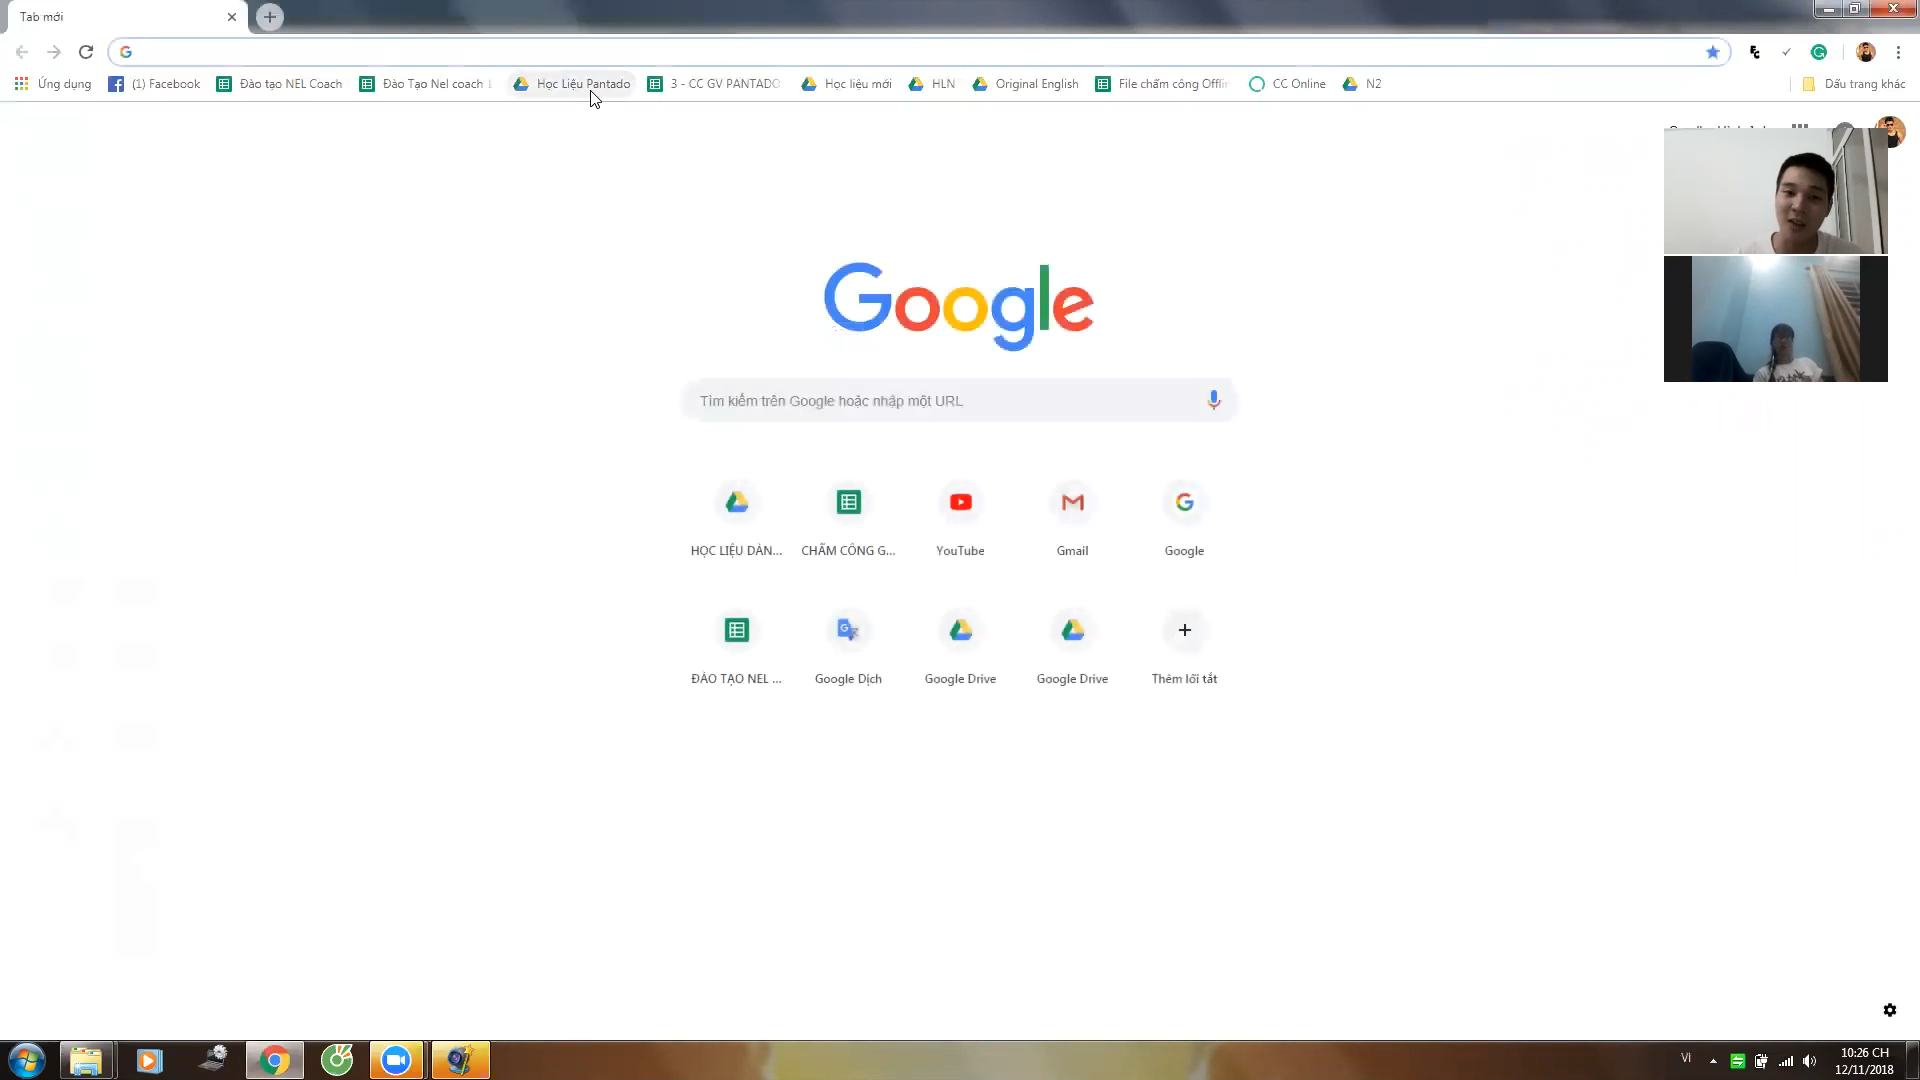 Tab mới
Ứng dụng
(1) Facebook
Đào tạo NEL Coach
Đào Tạo Nel coach
Học Liệu Pantado
3 - CC GV PANTADO
Học liệu mới
HLN
Original English
File chấm công Offlin
CC Online
N2
Dấu trang khác
Google
Tìm kiếm trên Google hoặc nhập một URL
HỌC LIỆU DÀN...
CHẤM CÔNG G...
YouTube
Gmail
Google
ĐÀO TẠO NEL ...
Google Dịch
Google Drive
Google Drive
Thêm lối tắt
VI
10:26 CH
12/11/2018